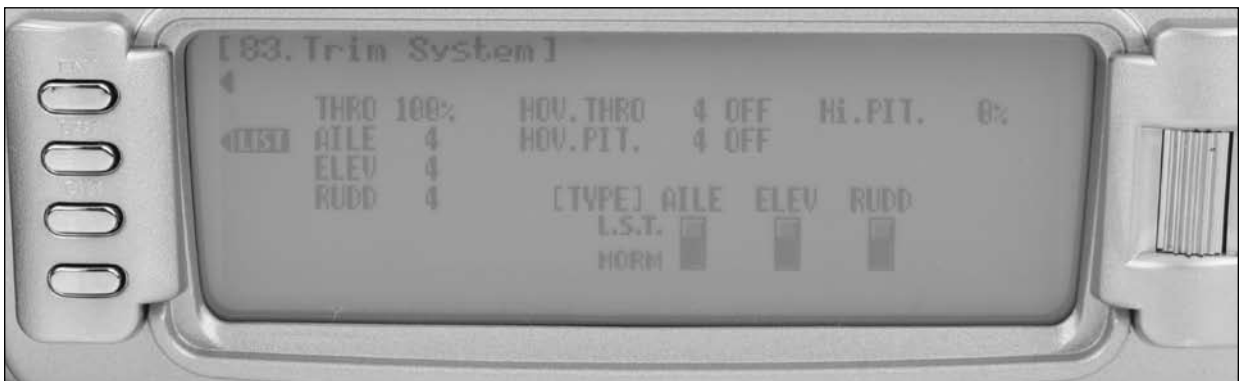 [83.Trim System]
THRO 100% HOV.THRO 4 OFF Hi.PIT. 0%
LIST AILE 4 HOV.PIT. 4 OFF
ELEV 4
RUDD 4
[TYPE] AILE ELEV RUDD
L.S.T.
NORM